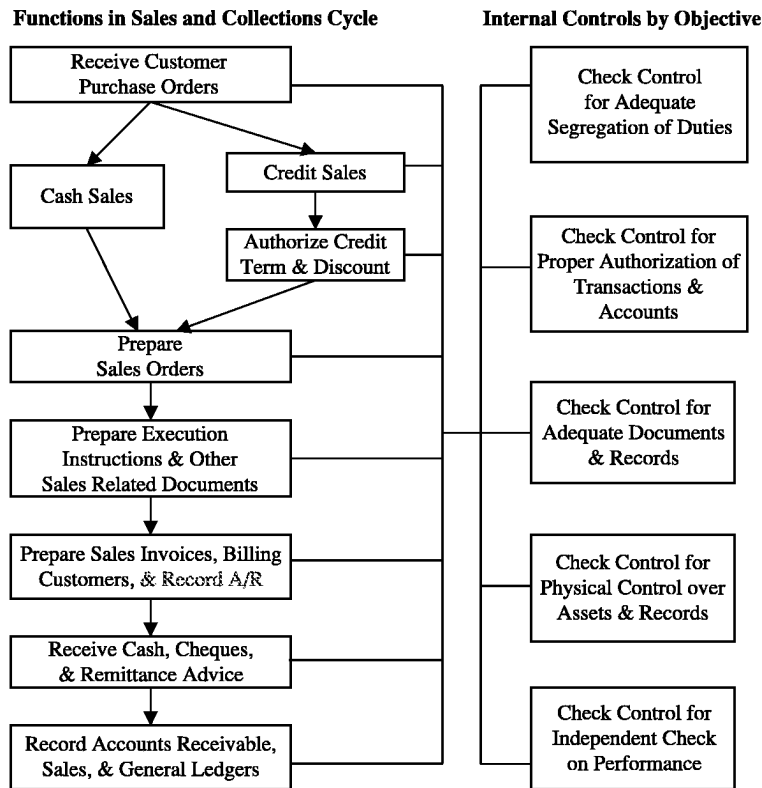 Functions in Sales and Collections Cycle
Receive Customer
Purchase Orders
Cash Sales
Credit Sales
Authorize Credit
Term & Discount
Prepare
Sales Orders
Prepare Execution
Instructions & Other
Sales Related Documents
Prepare Sales Invoices, Billing
Customers, & Record A/R
Receive Cash, Cheques,
& Remittance Advice
Record Accounts Receivable,
Sales, & General Ledgers
Internal Controls by Objective
Check Control
for Adequate
Segregation of Duties
Check Control for
Proper Authorization of
Transactions &
Accounts
Check Control for
Adequate Documents
& Records
Check Control for
Physical Control over
Assets & Records
Check Control for
Independent Check
on Performance